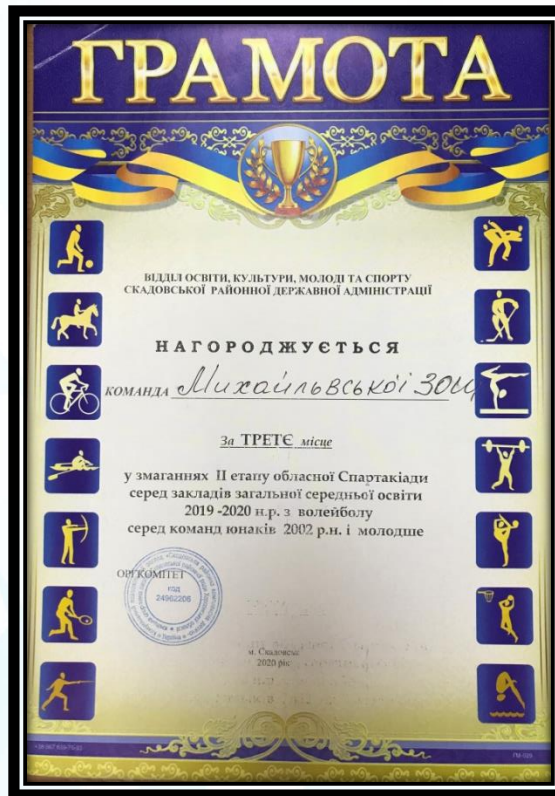 ГРАМОТА
ВІДДІЛ ОСВІТИ, КУЛЬТУРИ, МОЛОДІ ТА СПОРТУ
СКАДОВСЬКОЇ РАЙОННОЇ ДЕРЖАВНОЇ АДМІНІСТРАЦІЇ
НАГОРОДЖУЄТЬСЯ
КОМАНДА Михайлівської ЗОШ
За ТРЕТЄ місце
у змаганнях ІІ етапу обласної Спартакіади
серед закладів загальної середньої освіти
2019 -2020 н.р. з волейболу
серед команд юнаків 2002 р.н. і молодше
ОРГКОМІТЕТ
код
24962206
м. Скадовськ
2020 рік